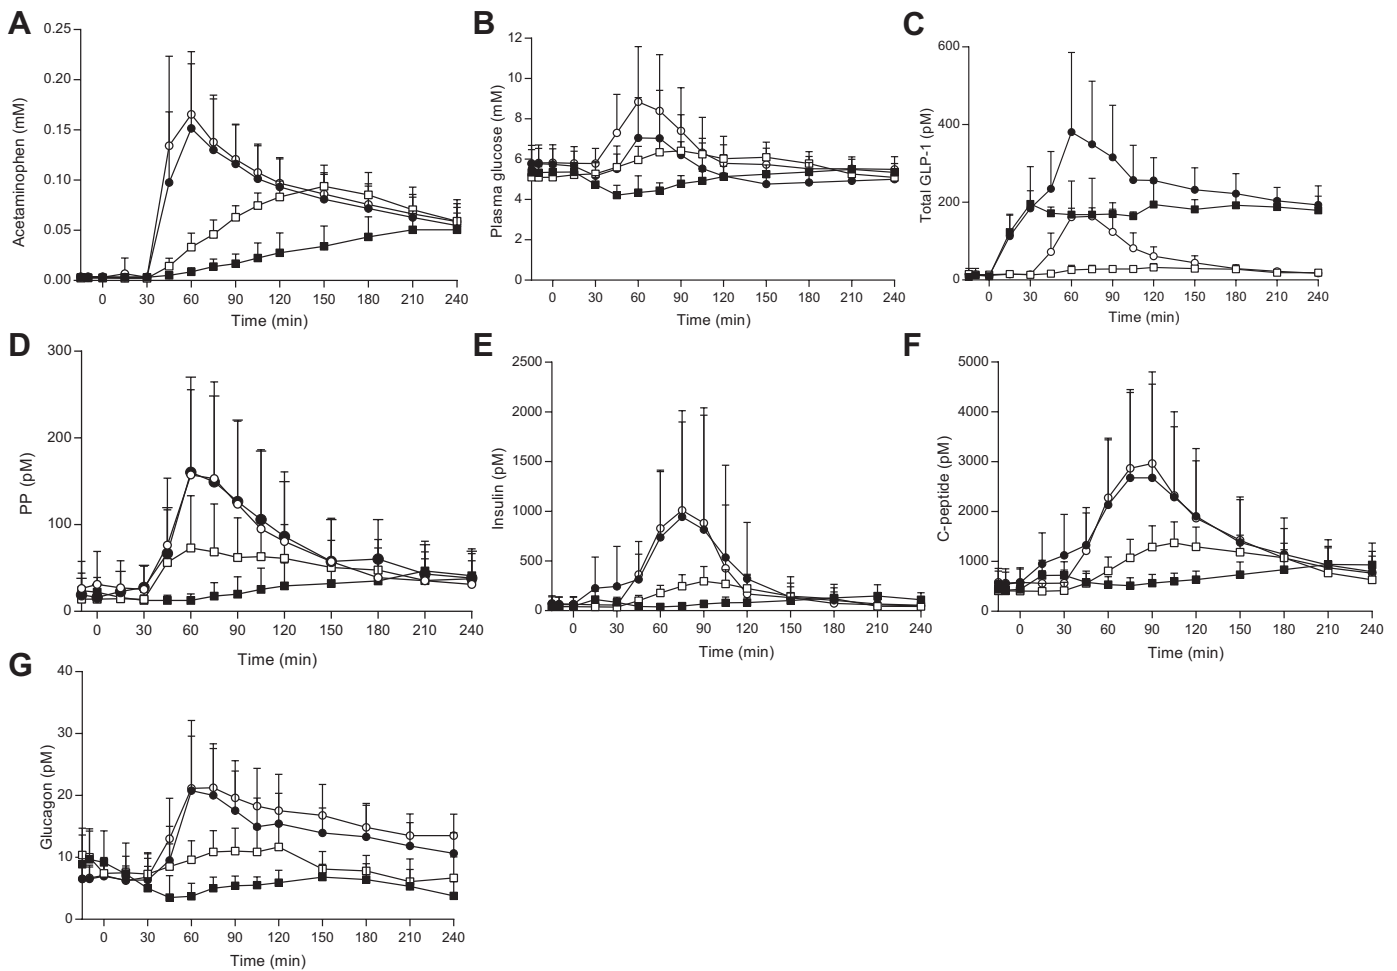 A
Acetaminophen (mM)
0.25
0.20
0.15
0.10
0.05
0.00
0 30 60 90 120 150 180 210 240
Time (min)
B
Plasma glucose (mM)
12
10
8
6
4
2
0
0 30 60 90 120 150 180 210 240
Time (min)
C
Total GLP-1 (pM)
600
400
200
0
0 30 60 90 120 150 180 210 240
Time (min)
D
PP (pM)
300
200
100
0
0 30 60 90 120 150 180 210 240
Time (min)
E
Insulin (pM)
2500
2000
1500
1000
500
0
0 30 60 90 120 150 180 210 240
Time (min)
F
C-peptide (pM)
5000
4000
3000
2000
1000
0
0 30 60 90 120 150 180 210 240
Time (min)
G
Glucagon (pM)
40
30
20
10
0
0 30 60 90 120 150 180 210 240
Time (min)